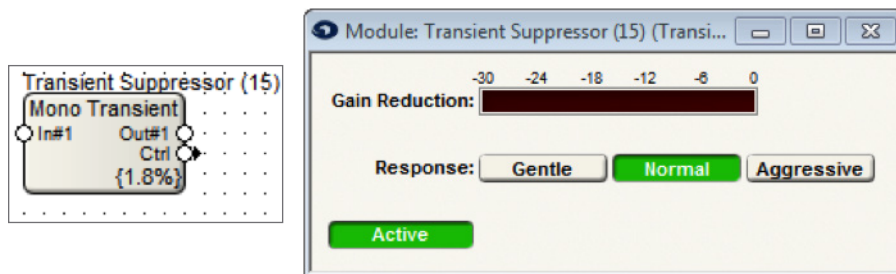 Transient Suppressor (15)
Mono Transient
In#1 Out#1
Ctrl
{1.8%}
Module: Transient Suppressor (15) (Transi...
-30 -24 -18 -12 -6 0
Gain Reduction:
Response: Gentle Normal Aggressive
Active